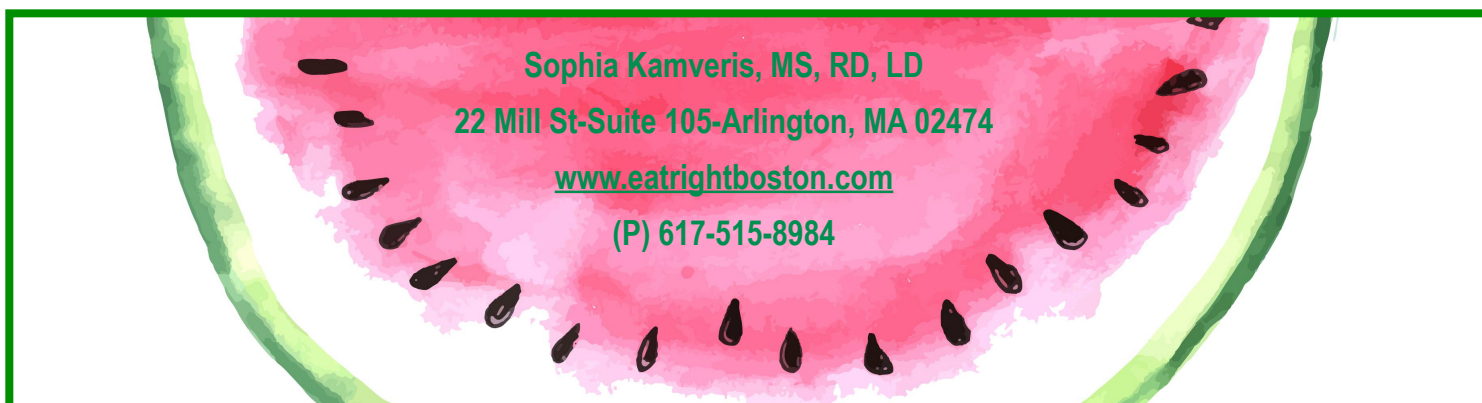 Sophia Kamveris, MS, RD, LD
22 Mill St-Suite 105-Arlington, MA 02474
www.eatrightboston.com
(P) 617-515-8984